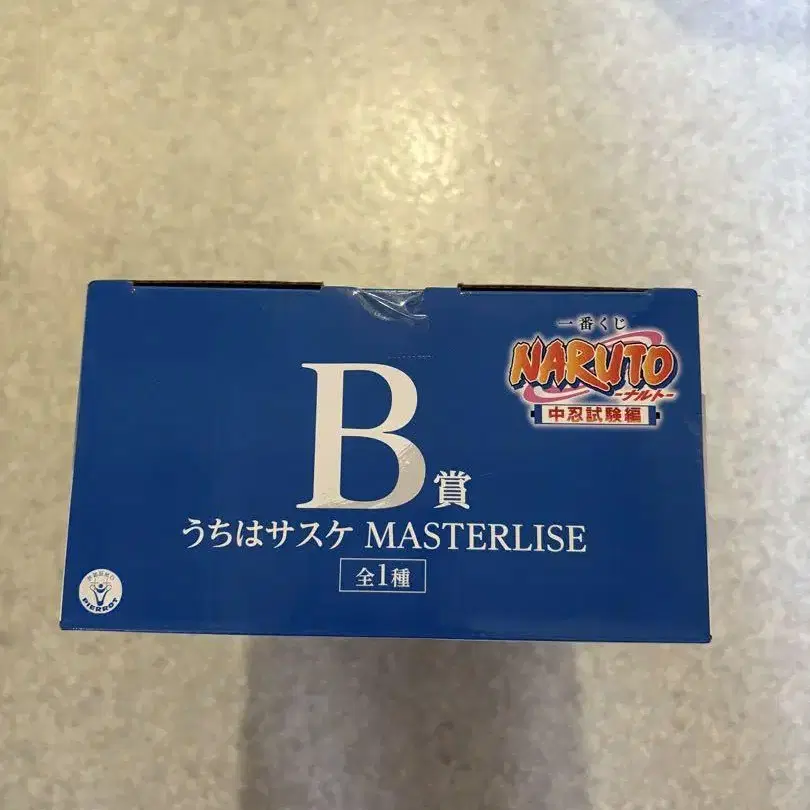 一番くじ
NARUTO
-ナルト-
中忍試験編
B賞
うちはサスケ MASTERLISE
全1種
PIERROT